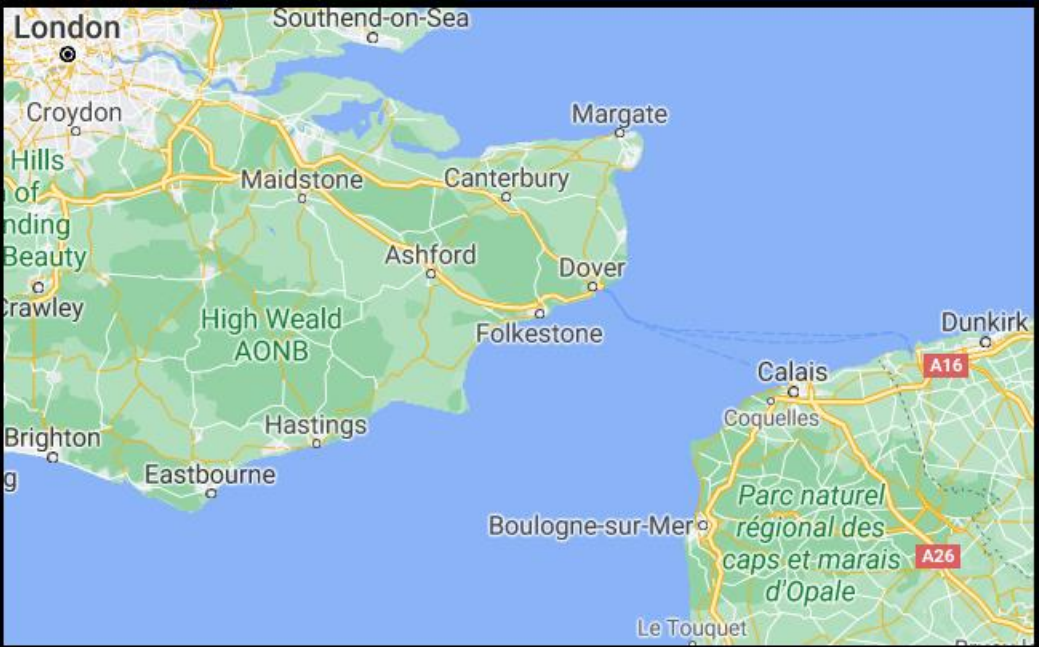 London
Southend-on-Sea
Croydon
Margate
Hills
of
nding
Beauty
Maidstone
Canterbury
Ashford
Dover
Crawley
High Weald
AONB
Folkestone
Dunkirk
A16
Calais
Coquelles
Hastings
Brighton
g
Eastbourne
Boulogne-sur-Mer
Parc naturel
régional des
caps et marais
d'Opale
A26
Le Touquet